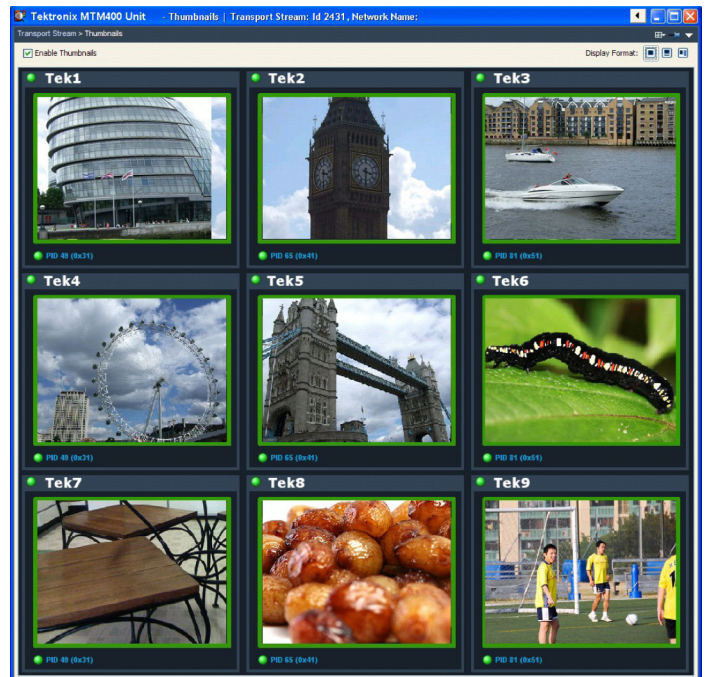 Tektronix MTM400 Unit - Thumbnails | Transport Stream: Id 2431, Network Name:
Transport Stream > Thumbnails
Enable Thumbnails Display Format:
Tek1 Tek2 Tek3
PID 49 (0x31) PID 65 (0x41) PID 81 (0x51)
Tek4 Tek5 Tek6
PID 49 (0x31) PID 65 (0x41) PID 81 (0x51)
Tek7 Tek8 Tek9
PID 49 (0x31) PID 65 (0x41) PID 81 (0x51)